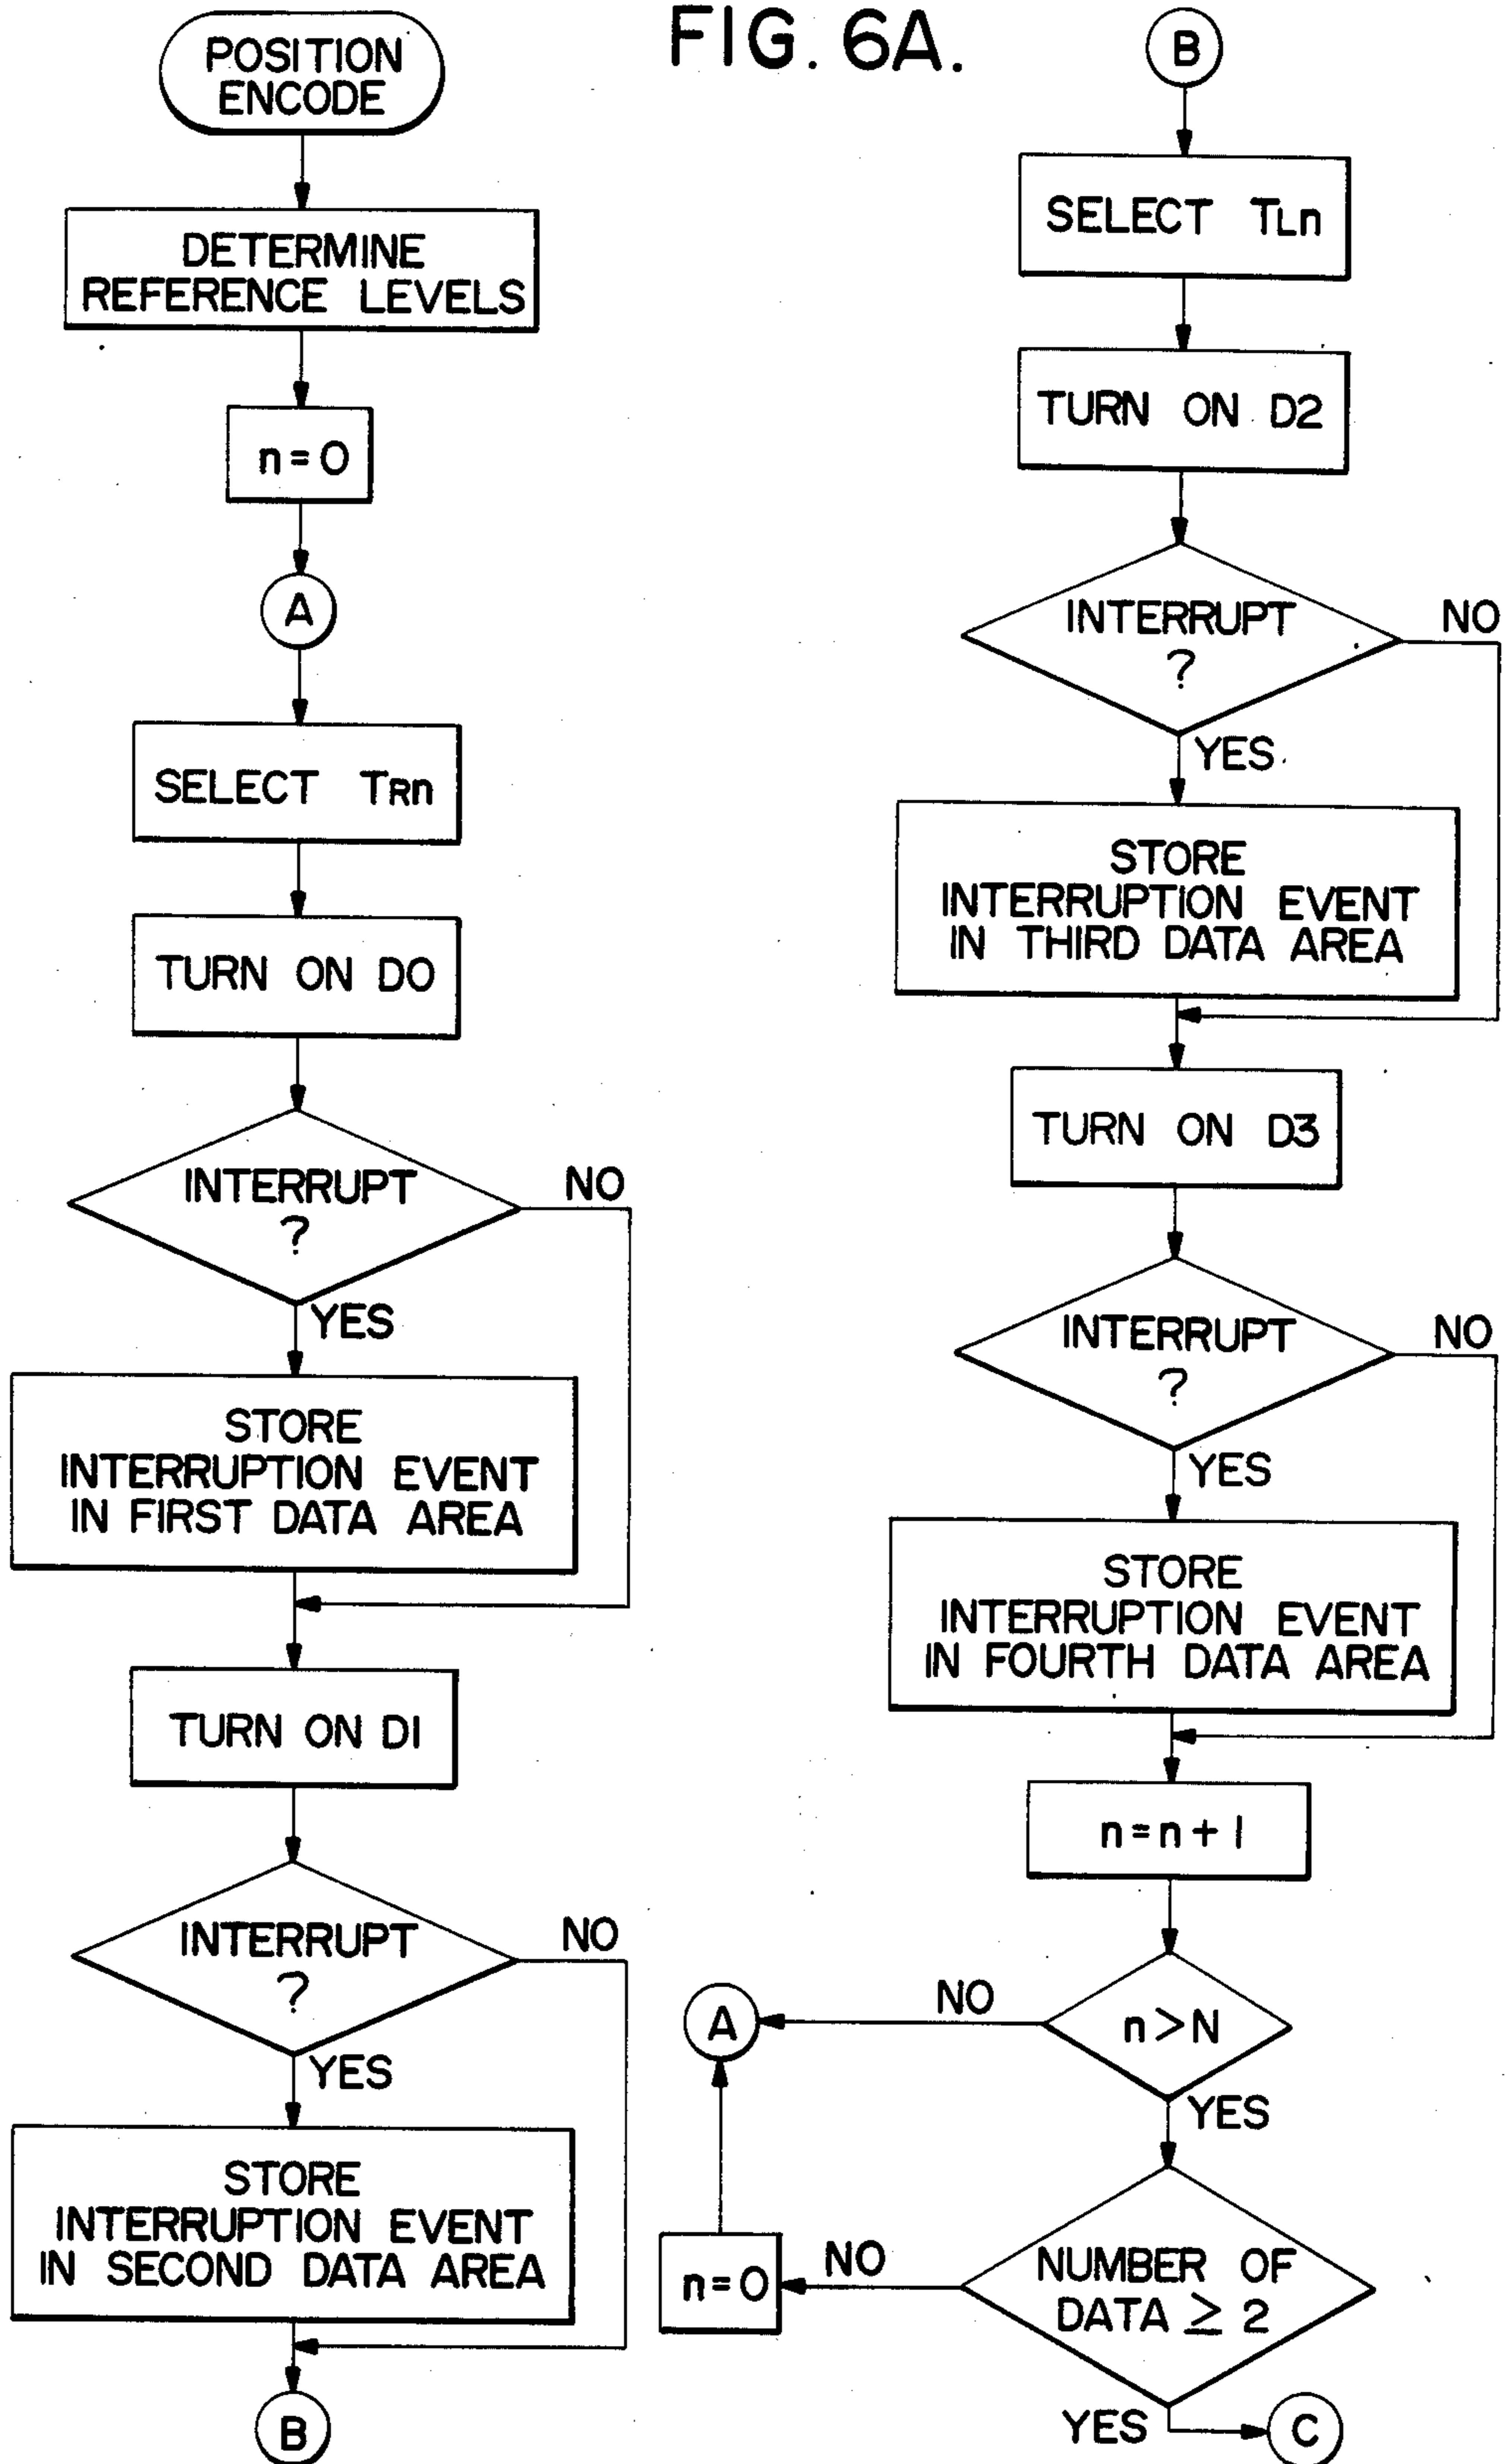 FIG. 6A.
POSITION
ENCODE
DETERMINE
REFERENCE LEVELS
n=0
A
SELECT TRn
TURN ON D0
INTERRUPT
?
NO
YES
STORE
INTERRUPTION EVENT
IN FIRST DATA AREA
TURN ON D1
INTERRUPT
?
NO
YES
STORE
INTERRUPTION EVENT
IN SECOND DATA AREA
B
B
SELECT TLn
TURN ON D2
INTERRUPT
?
NO
YES
STORE
INTERRUPTION EVENT
IN THIRD DATA AREA
TURN ON D3
INTERRUPT
?
NO
YES
STORE
INTERRUPTION EVENT
IN FOURTH DATA AREA
n=n+1
n>N
NO
A
YES
NUMBER OF
DATA ≥ 2
NO
n=0
YES
C